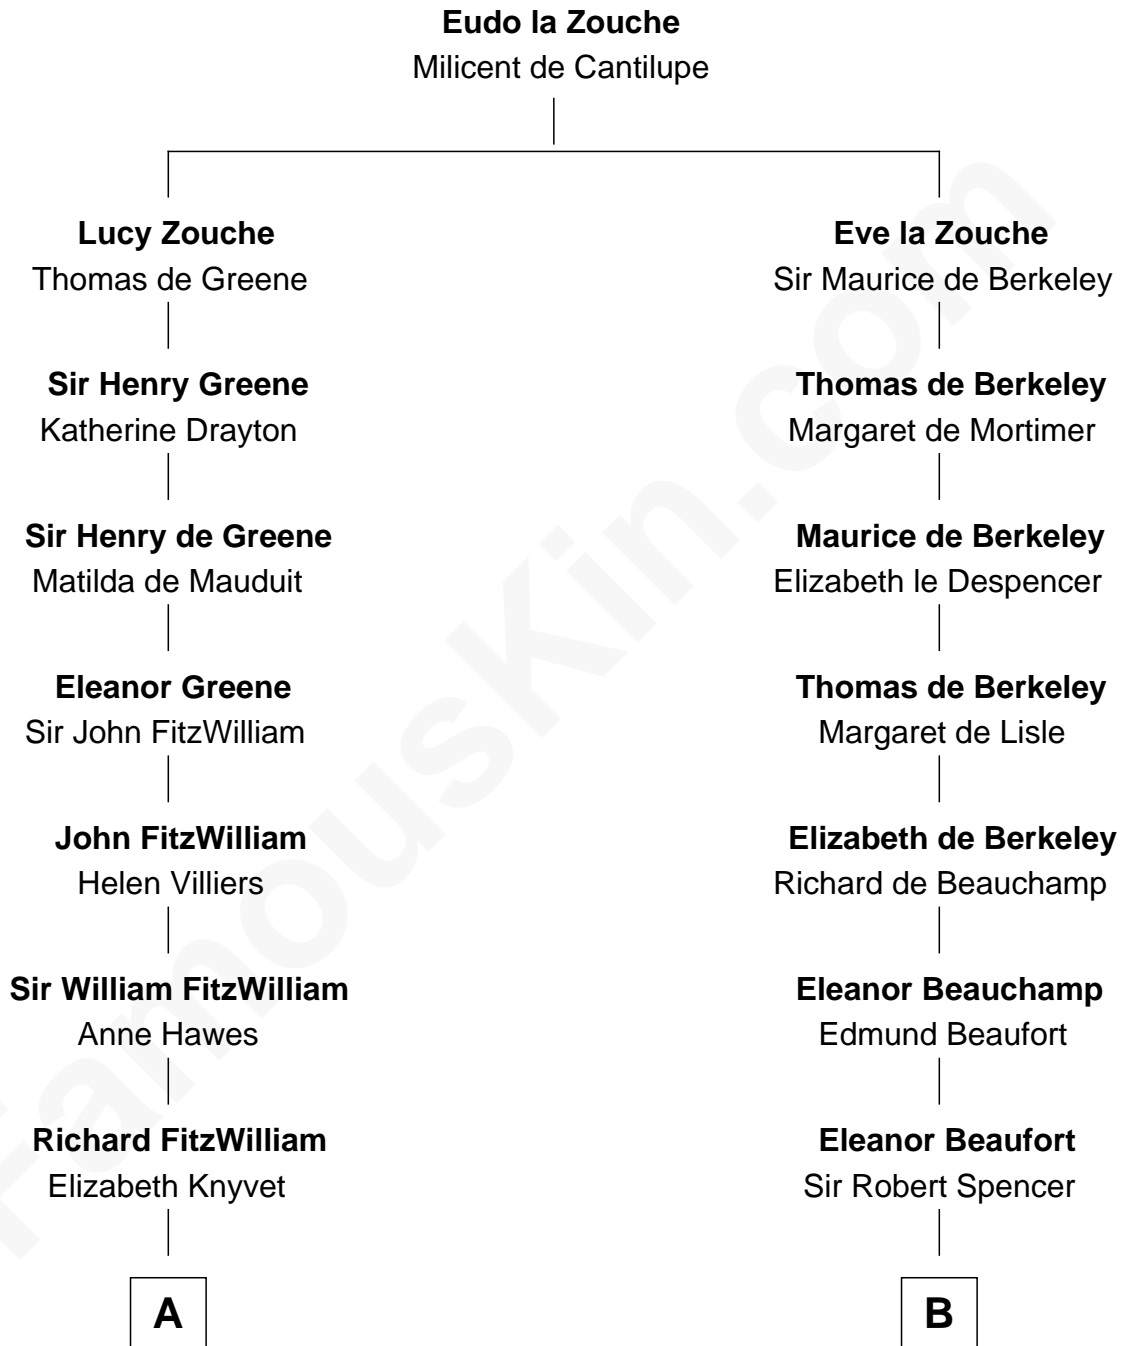 Eudo la Zouche
Milicent de Cantilupe
Lucy Zouche
Thomas de Greene
Eve la Zouche
Sir Maurice de Berkeley
Sir Henry Greene
Katherine Drayton
Thomas de Berkeley
Margaret de Mortimer
Sir Henry de Greene
Matilda de Mauduit
Maurice de Berkeley
Elizabeth le Despencer
Eleanor Greene
Sir John FitzWilliam
Thomas de Berkeley
Margaret de Lisle
John FitzWilliam
Helen Villiers
Elizabeth de Berkeley
Richard de Beauchamp
Sir William FitzWilliam
Anne Hawes
Eleanor Beauchamp
Edmund Beaufort
Richard FitzWilliam
Elizabeth Knyvet
Eleanor Beaufort
Sir Robert Spencer
A
B
FamousKin.com